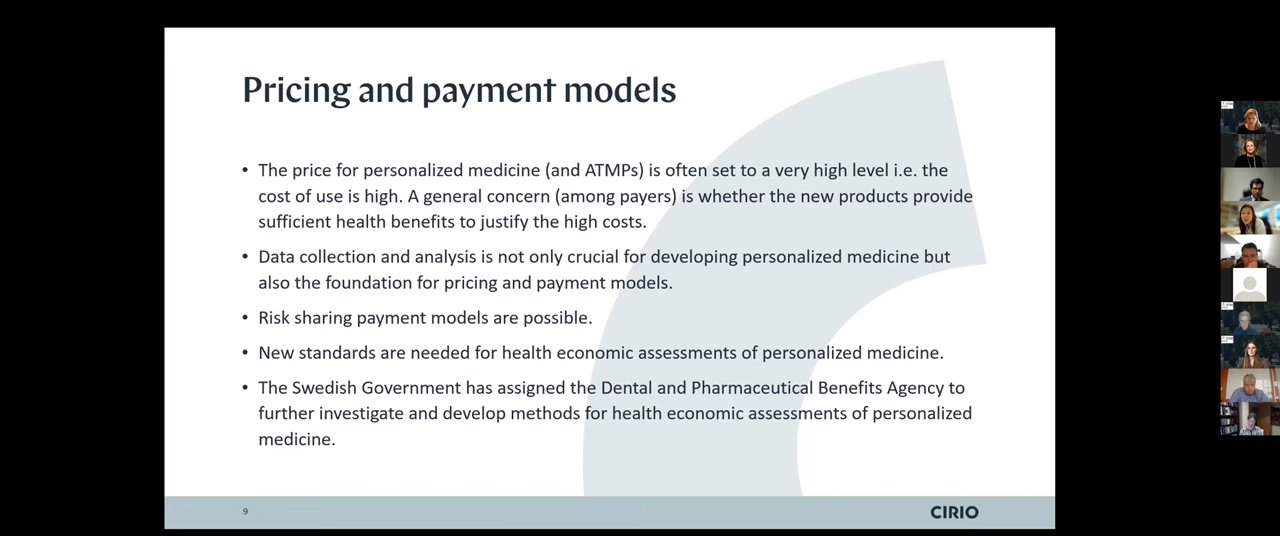 Pricing and payment models
• The price for personalized medicine (and ATMPs) is often set to a very high level i.e. the
cost of use is high. A general concern (among payers) is whether the new products provide
sufficient health benefits to justify the high costs.
• Data collection and analysis is not only crucial for developing personalized medicine but
also the foundation for pricing and payment models.
• Risk sharing payment models are possible.
• New standards are needed for health economic assessments of personalized medicine.
• The Swedish Government has assigned the Dental and Pharmaceutical Benefits Agency to
further investigate and develop methods for health economic assessments of personalized
medicine.
9
CIRIO